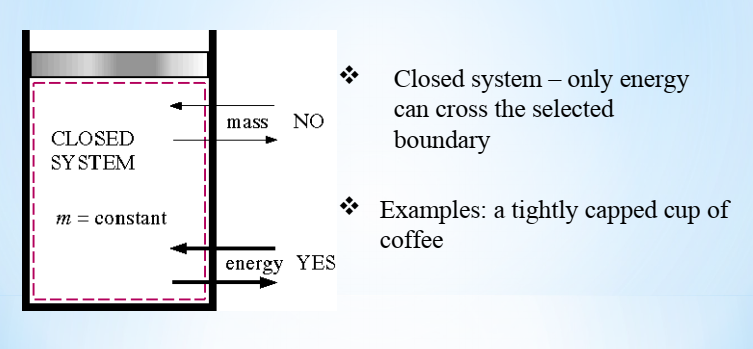 CLOSED
SYSTEM
m = constant
mass NO
energy YES
❖ Closed system – only energy
can cross the selected
boundary
❖ Examples: a tightly capped cup of
coffee